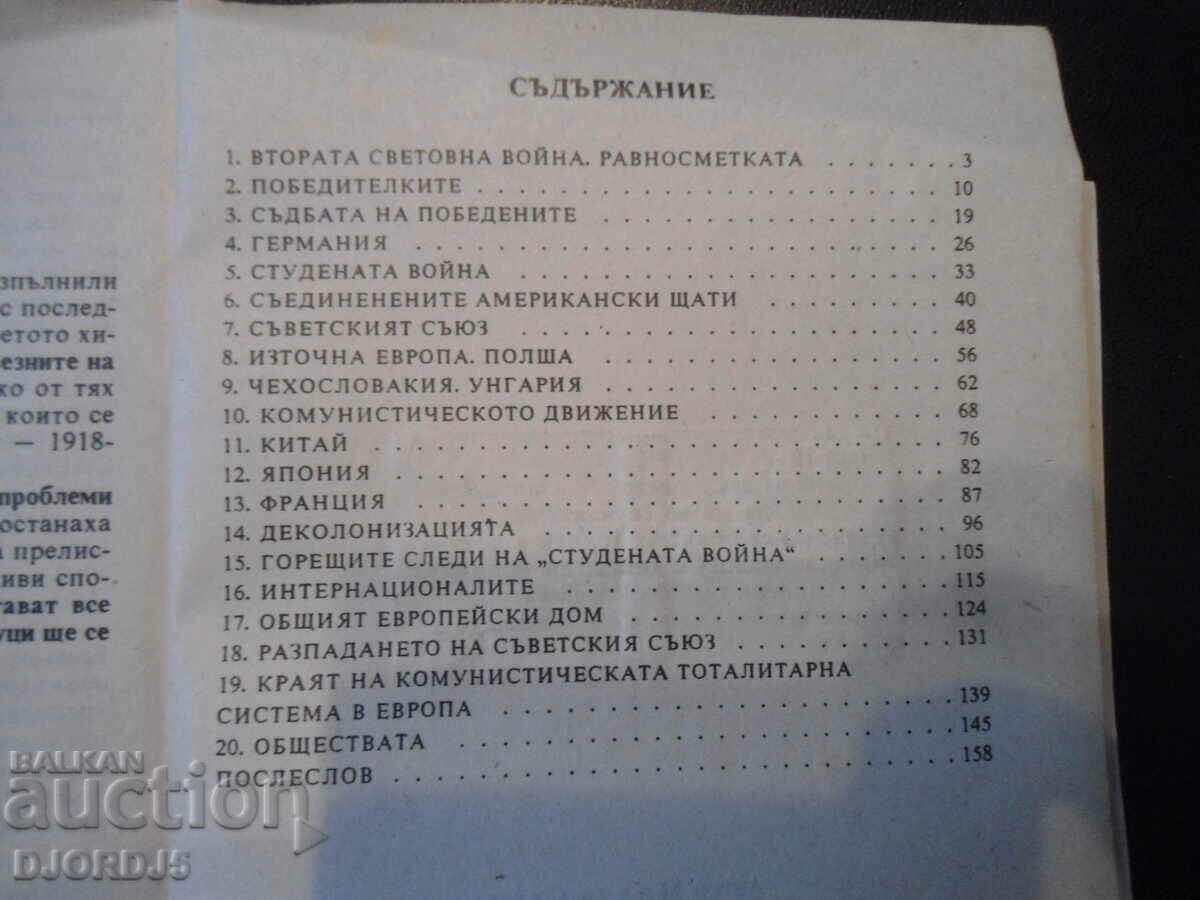 СЪДЪРЖАНИЕ
1. ВТОРАТА СВЕТОВНА ВОЙНА. РАВНОСМЕТКАТА . . . . . . . 3
2. ПОБЕДИТЕЛКИТЕ . . . . . . . . . . . . . . . . . . . . . . . . 10
3. СЪДБАТА НА ПОБЕДЕНИТЕ . . . . . . . . . . . . . . . . . . 19
4. ГЕРМАНИЯ . . . . . . . . . . . . . . . . . . . . . . . . . . . 26
5. СТУДЕНАТА ВОЙНА . . . . . . . . . . . . . . . . . . . . . . 33
6. СЪЕДИНЕНЕНИТЕ АМЕРИКАНСКИ ЩАТИ . . . . . . . . . . 40
7. СЪВЕТСКИЯТ СЪЮЗ . . . . . . . . . . . . . . . . . . . . . 48
8. ИЗТОЧНА ЕВРОПА. ПОЛША . . . . . . . . . . . . . . . . . . 56
9. ЧЕХОСЛОВАКИЯ. УНГАРИЯ . . . . . . . . . . . . . . . . . . 62
10. КОМУНИСТИЧЕСКОТО ДВИЖЕНИЕ . . . . . . . . . . . . . 68
11. КИТАЙ . . . . . . . . . . . . . . . . . . . . . . . . . . . . . 76
12. ЯПОНИЯ . . . . . . . . . . . . . . . . . . . . . . . . . . . . 82
13. ФРАНЦИЯ . . . . . . . . . . . . . . . . . . . . . . . . . . . 87
14. ДЕКОЛОНИЗАЦИЯТА . . . . . . . . . . . . . . . . . . . . . 96
15. ГОРЕЩИТЕ СЛЕДИ НА „СТУДЕНАТА ВОЙНА“ . . . . . . . 105
16. ИНТЕРНАЦИОНАЛИТЕ . . . . . . . . . . . . . . . . . . . . 115
17. ОБЩИЯТ ЕВРОПЕЙСКИ ДОМ . . . . . . . . . . . . . . . . . 124
18. РАЗПАДАНЕТО НА СЪВЕТСКИЯ СЪЮЗ . . . . . . . . . . . 131
19. КРАЯТ НА КОМУНИСТИЧЕСКАТА ТОТАЛИТАРНА
СИСТЕМА В ЕВРОПА . . . . . . . . . . . . . . . . . . . . . . . 139
20. ОБЩЕСТВАТА . . . . . . . . . . . . . . . . . . . . . . . . . 145
ПОСЛЕСЛОВ . . . . . . . . . . . . . . . . . . . . . . . . . . . . 158
зпълнили
с послед-
етото хи-
езните на
ко от тях
които се
— 1918-
проблеми
останаха
прелис-
иви спо-
тават все
уци ще се
BALKAN
auction
DJORDJ5